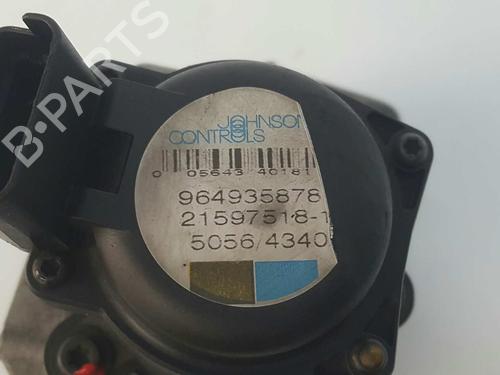 B-PARTS
JOHNSON
CONTROLS
0 05643 40181
964935878
21597518-1
5056/4340